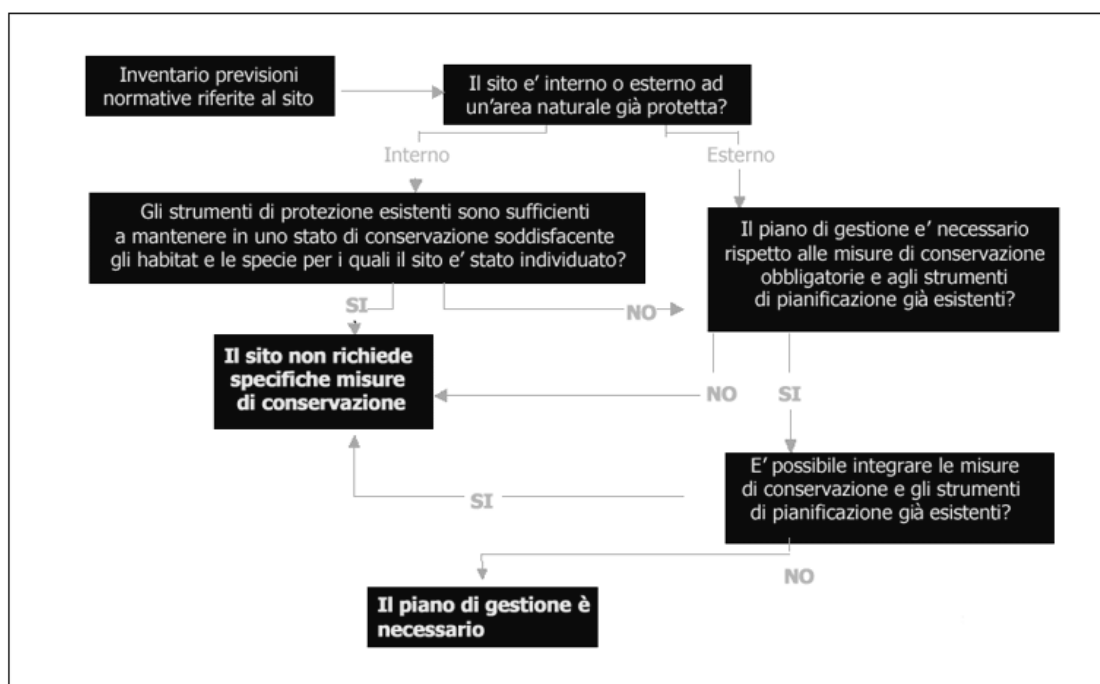 Inventario previsioni
normative riferite al sito
Il sito e' interno o esterno ad
un'area naturale già protetta?
Interno
Esterno
Gli strumenti di protezione esistenti sono sufficienti
a mantenere in uno stato di conservazione soddisfacente
gli habitat e le specie per i quali il sito e' stato individuato?
Il piano di gestione e' necessario
rispetto alle misure di conservazione
obbligatorie e agli strumenti
di pianificazione già esistenti?
SI
NO
Il sito non richiede
specifiche misure
di conservazione
NO
SI
E' possibile integrare le misure
di conservazione e gli strumenti
di pianificazione già esistenti?
SI
NO
Il piano di gestione è
necessario